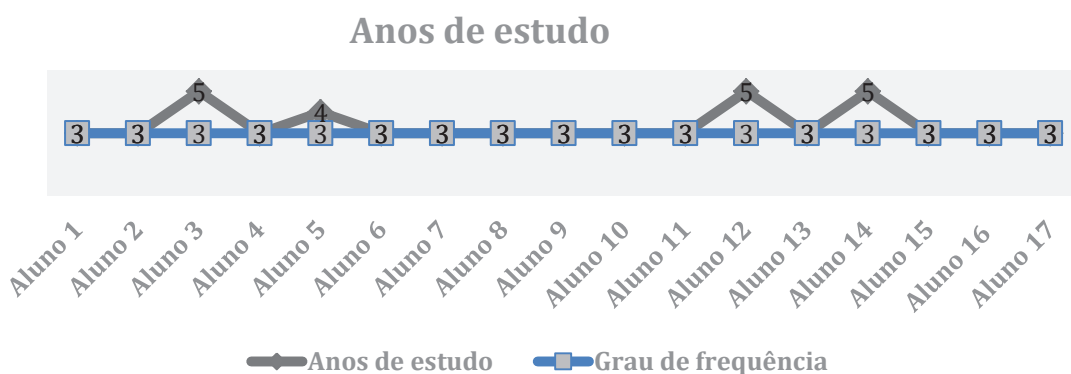 Anos de estudo
5 4 5 5
3 3 3 3 3 3 3 3 3 3 3 3 3 3 3 3 3
Aluno 1 Aluno 2 Aluno 3 Aluno 4 Aluno 5 Aluno 6 Aluno 7 Aluno 8 Aluno 9 Aluno 10 Aluno 11 Aluno 12 Aluno 13 Aluno 14 Aluno 15 Aluno 16 Aluno 17
Anos de estudo Grau de frequência